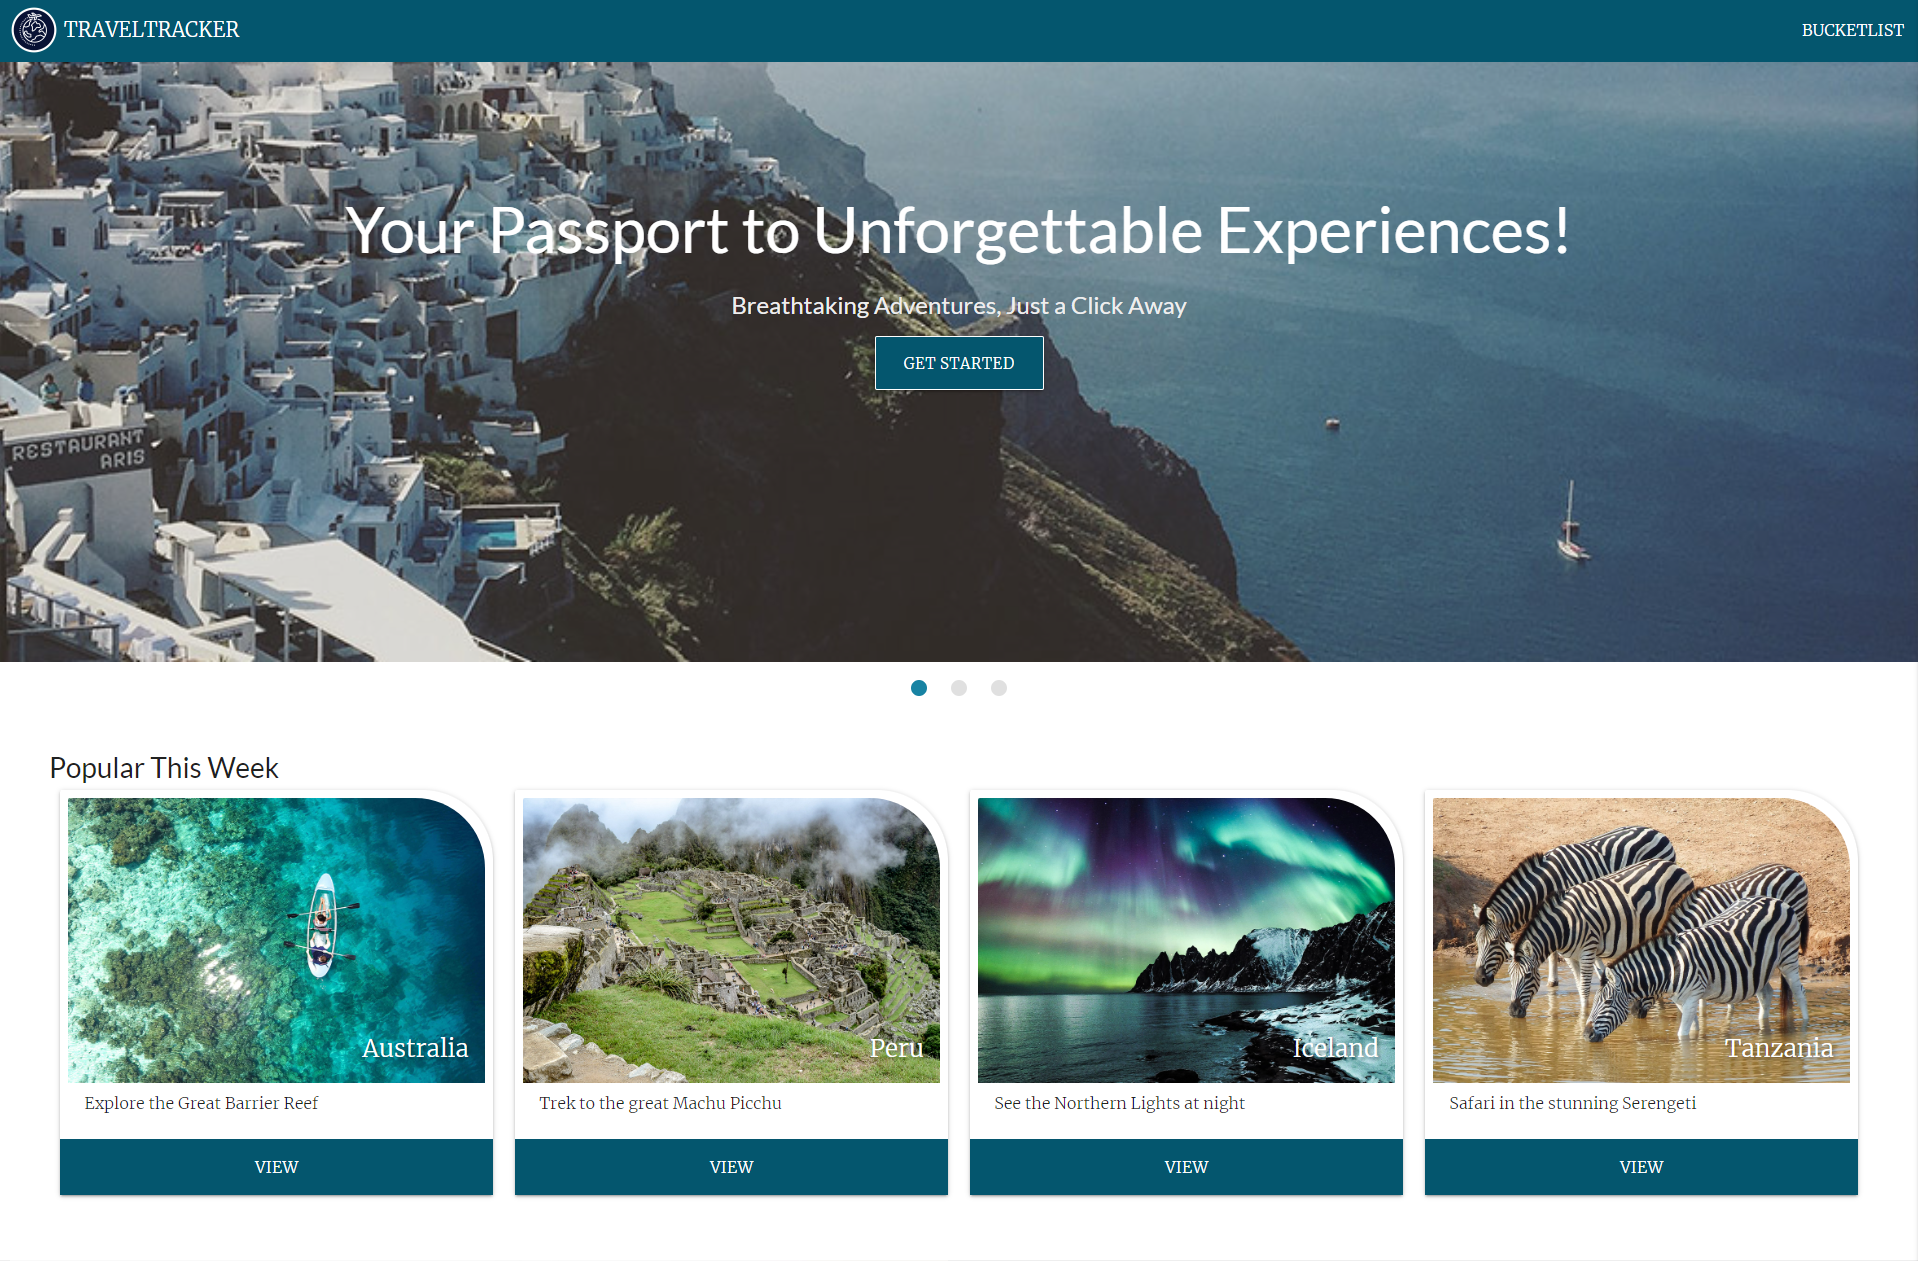 TRAVELTRACKER
BUCKETLIST
Your Passport to Unforgettable Experiences!
Breathtaking Adventures, Just a Click Away
GET STARTED
RESTAURANT
ARIS
Popular This Week
Australia
Explore the Great Barrier Reef
VIEW
Peru
Trek to the great Machu Picchu
VIEW
Iceland
See the Northern Lights at night
VIEW
Tanzania
Safari in the stunning Serengeti
VIEW